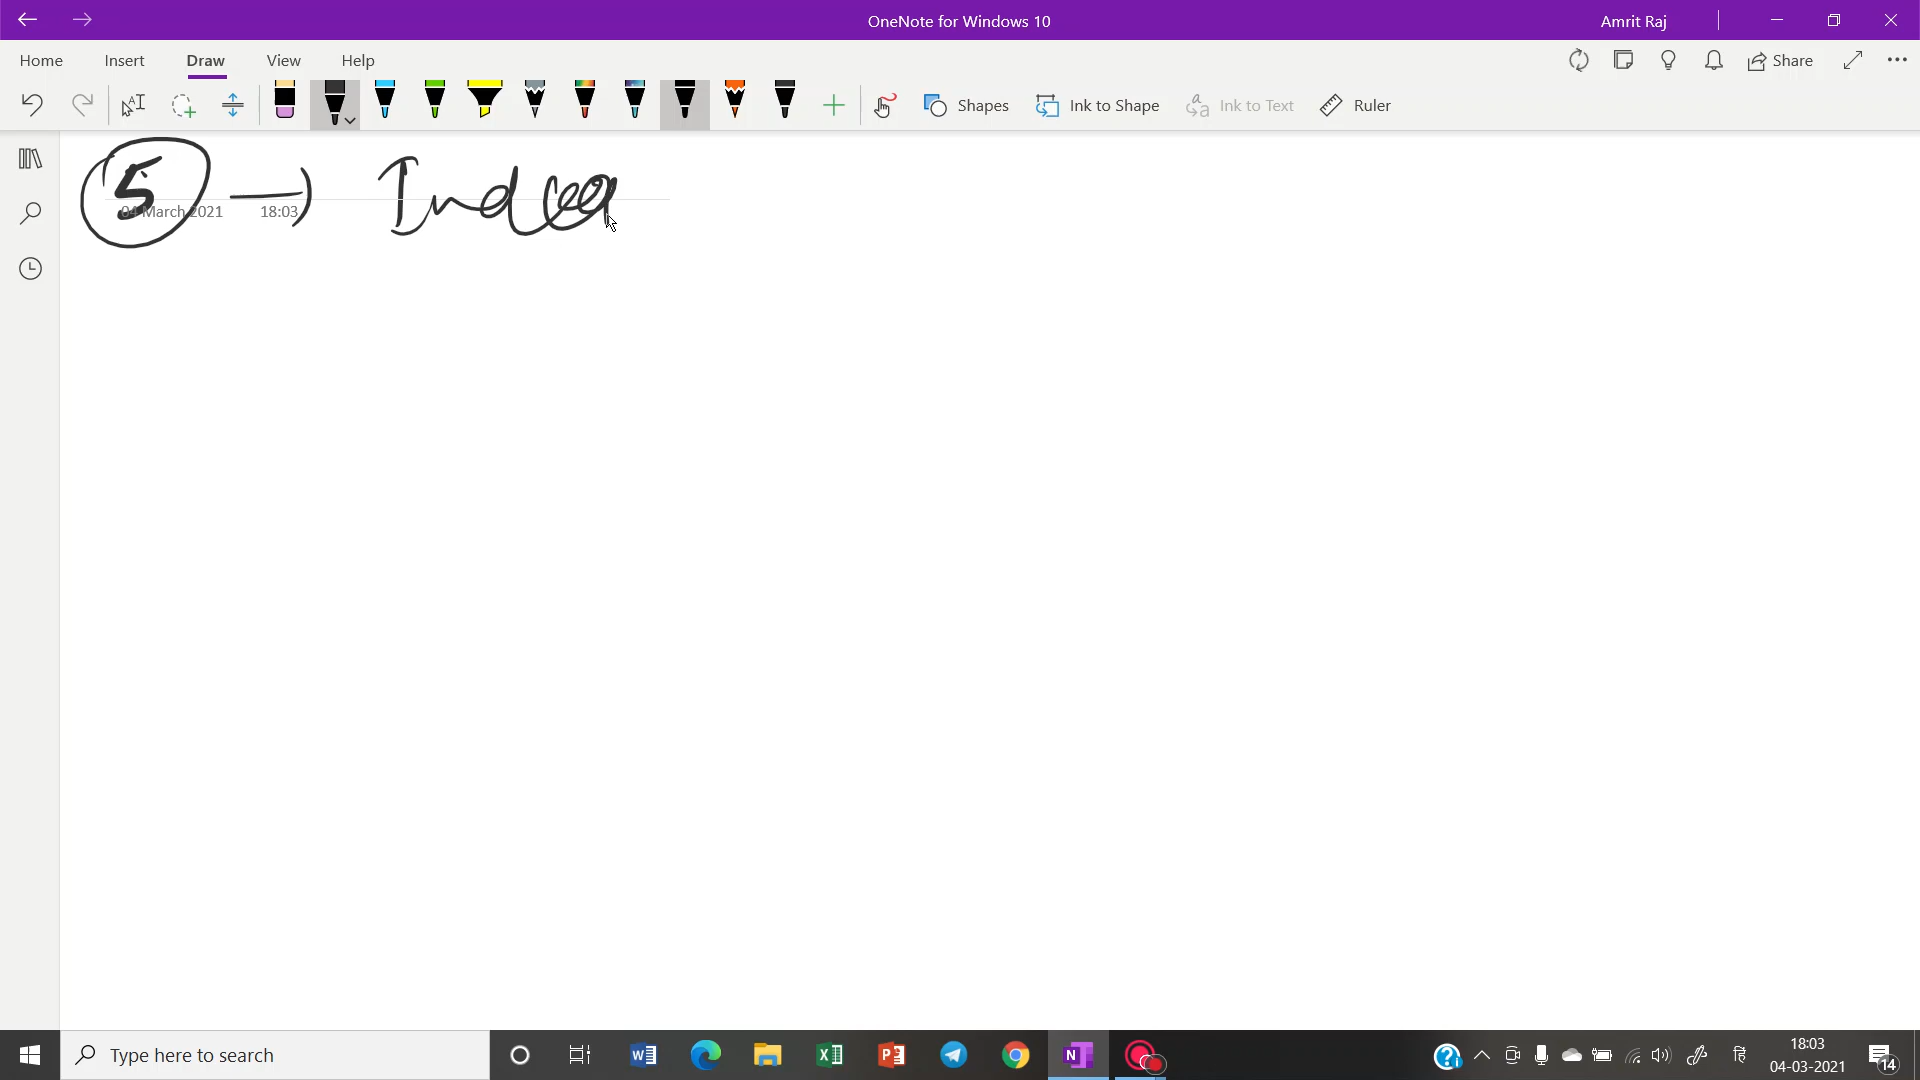 OneNote for Windows 10
Amrit Raj
Home Insert Draw View Help
Share
Shapes Ink to Shape Ink to Text Ruler
5 →
04 March 2021 18:03
Type here to search
हिं
18:03
04-03-2021
14